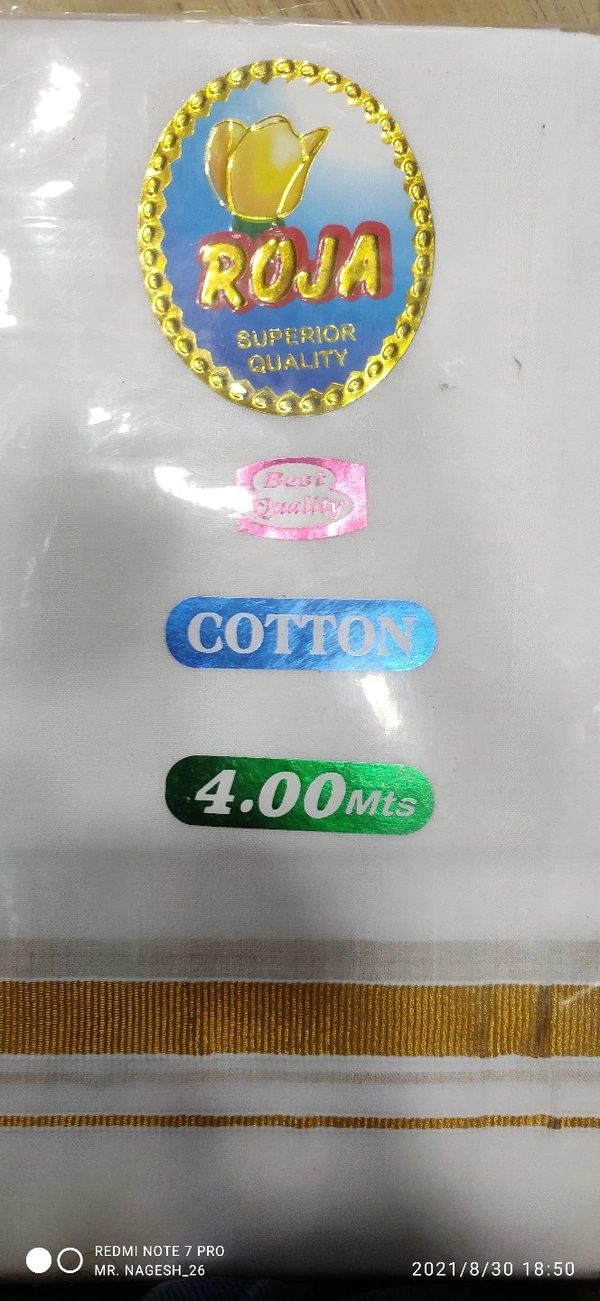 ROJA
SUPERIOR
QUALITY
Best
Quality
COTTON
4.00Mts
REDMI NOTE 7 PRO
MR. NAGESH_26
2021/8/30 18:50